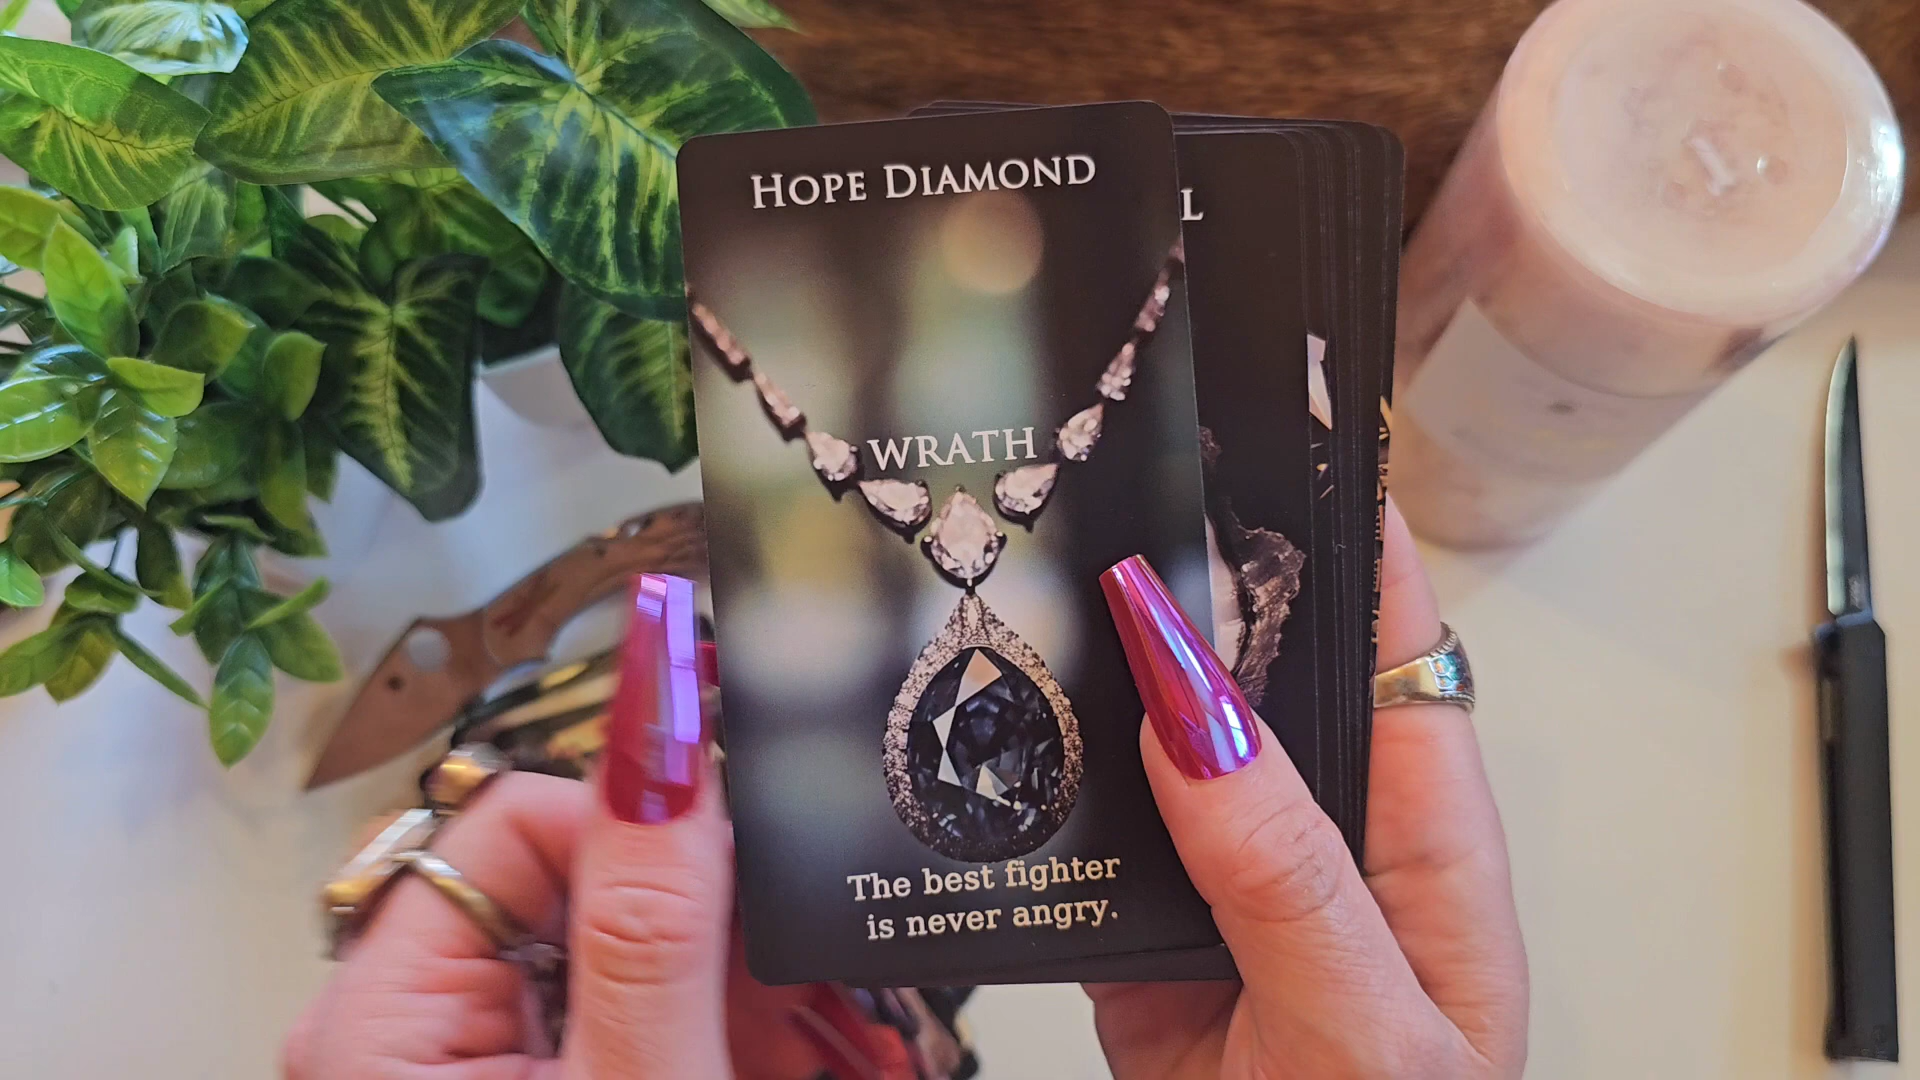 HOPE DIAMOND
L
WRATH
The best fighter
is never angry.